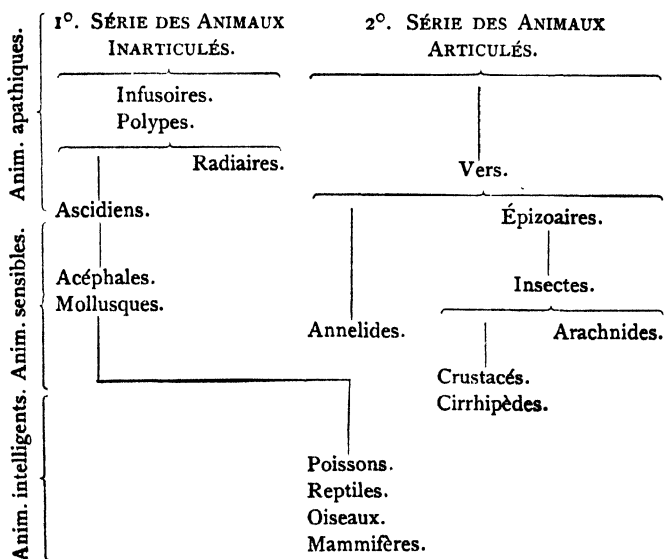 1°. SÉRIE DES ANIMAUX
INARTICULÉS.
2°. SÉRIE DES ANIMAUX
ARTICULÉS.
Anim. apathiques.
Infusoires.
Polypes.
Radiaires.
Vers.
Ascidiens.
Épizoaires.
Anim. sensibles.
Acéphales.
Mollusques.
Insectes.
Annelides.
Arachnides.
Crustacés.
Cirrhipèdes.
Anim. intelligents.
Poissons.
Reptiles.
Oiseaux.
Mammifères.